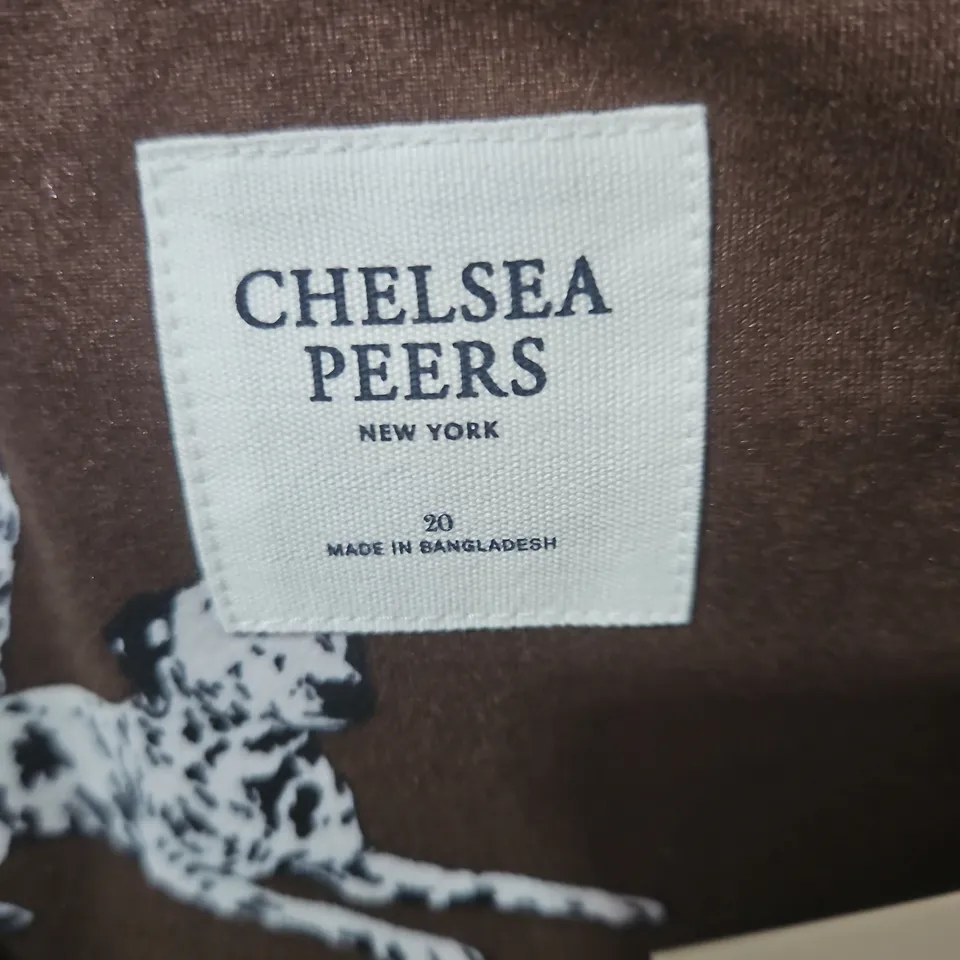 CHELSEA
PEERS
NEW YORK
20
MADE IN BANGLADESH